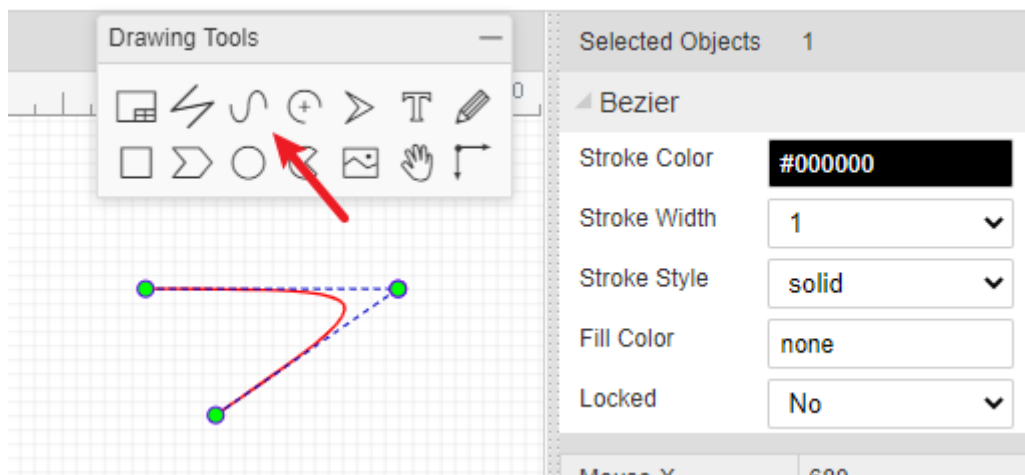 Drawing Tools
0
T
Selected Objects 1
Bezier
Stroke Color #000000
Stroke Width 1
Stroke Style solid
Fill Color none
Locked No